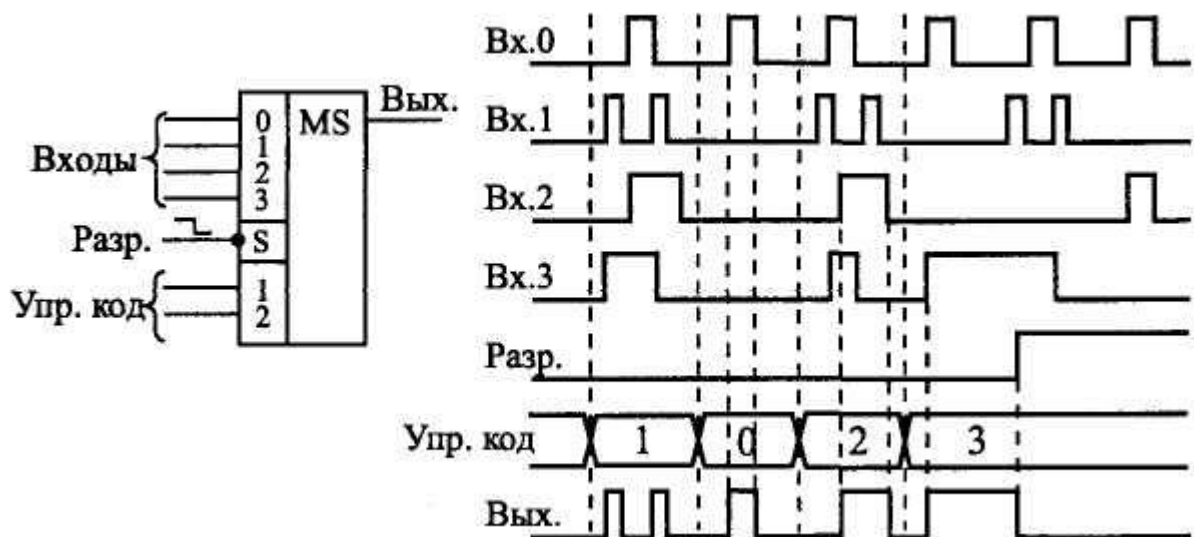 Входы
Разр.
Упр. код
0
1
2
3
S
1
2
MS
Вых.
Вх.0
Вх.1
Вх.2
Вх.3
Разр.
Упр. код 1 0 2 3
Вых.